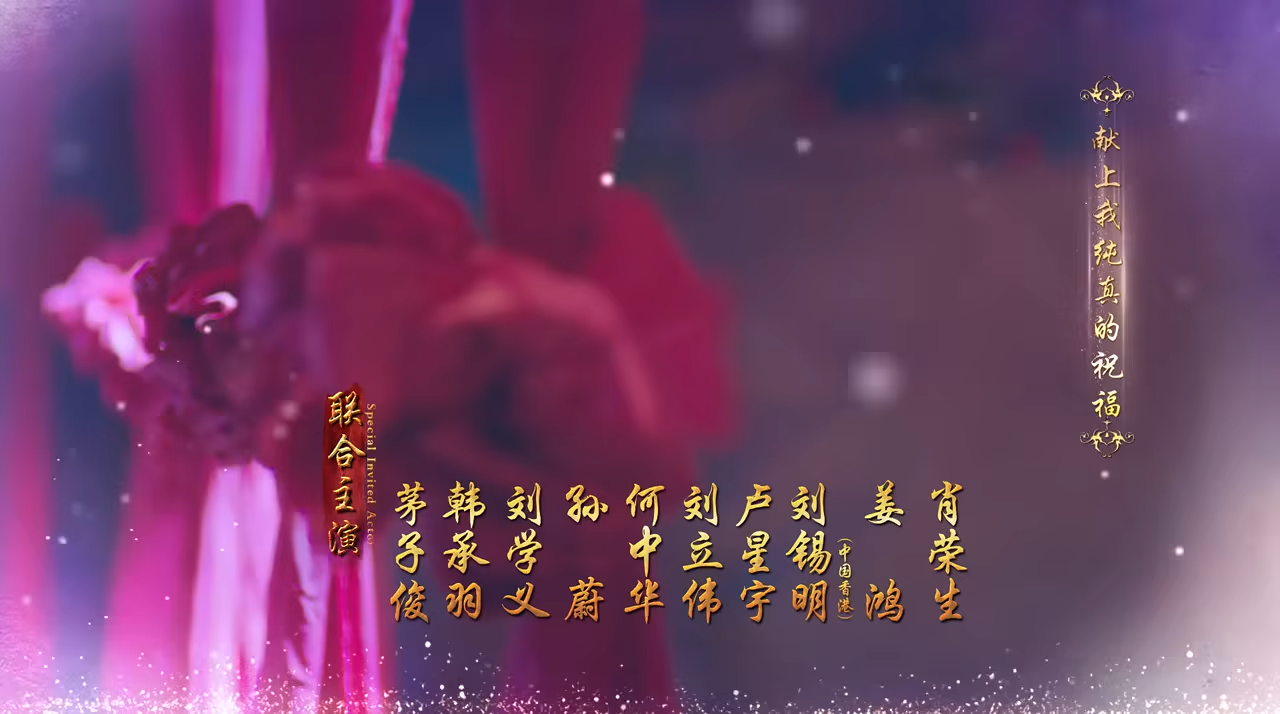 献上我纯真的祝福
联合主演
Special Invited Actor
茅子俊
韩承羽
刘学义
孙蔚
何中华
刘立伟
卢星宇
刘锡明
(中国香港)
姜鸿
肖荣生